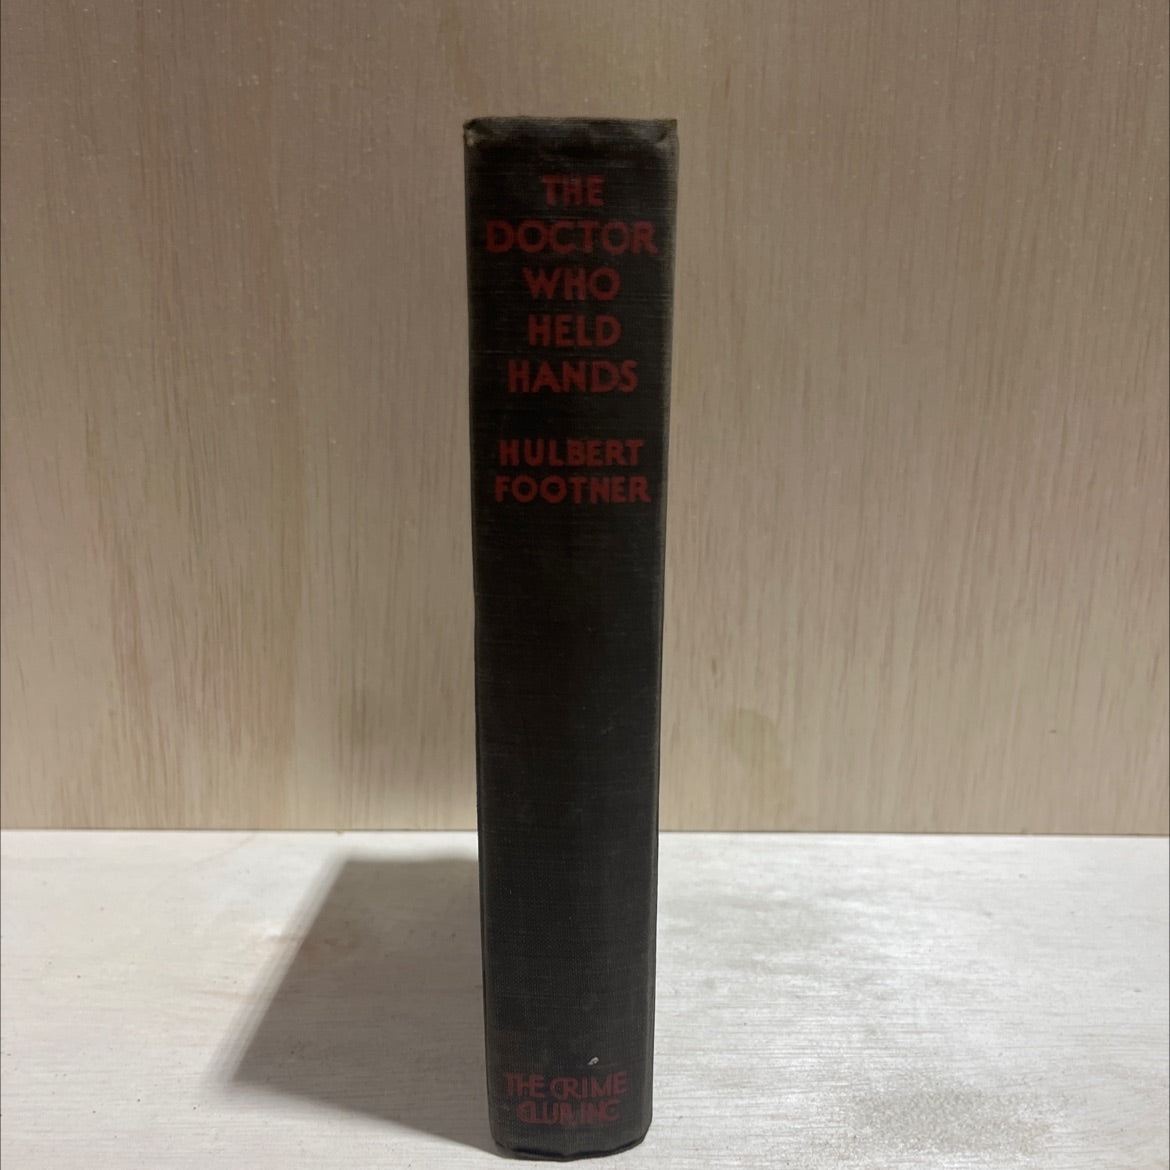 THE
DOCTOR
WHO
HELD
HANDS
HULBERT
FOOTNER
THE CRIME
CLUB, INC